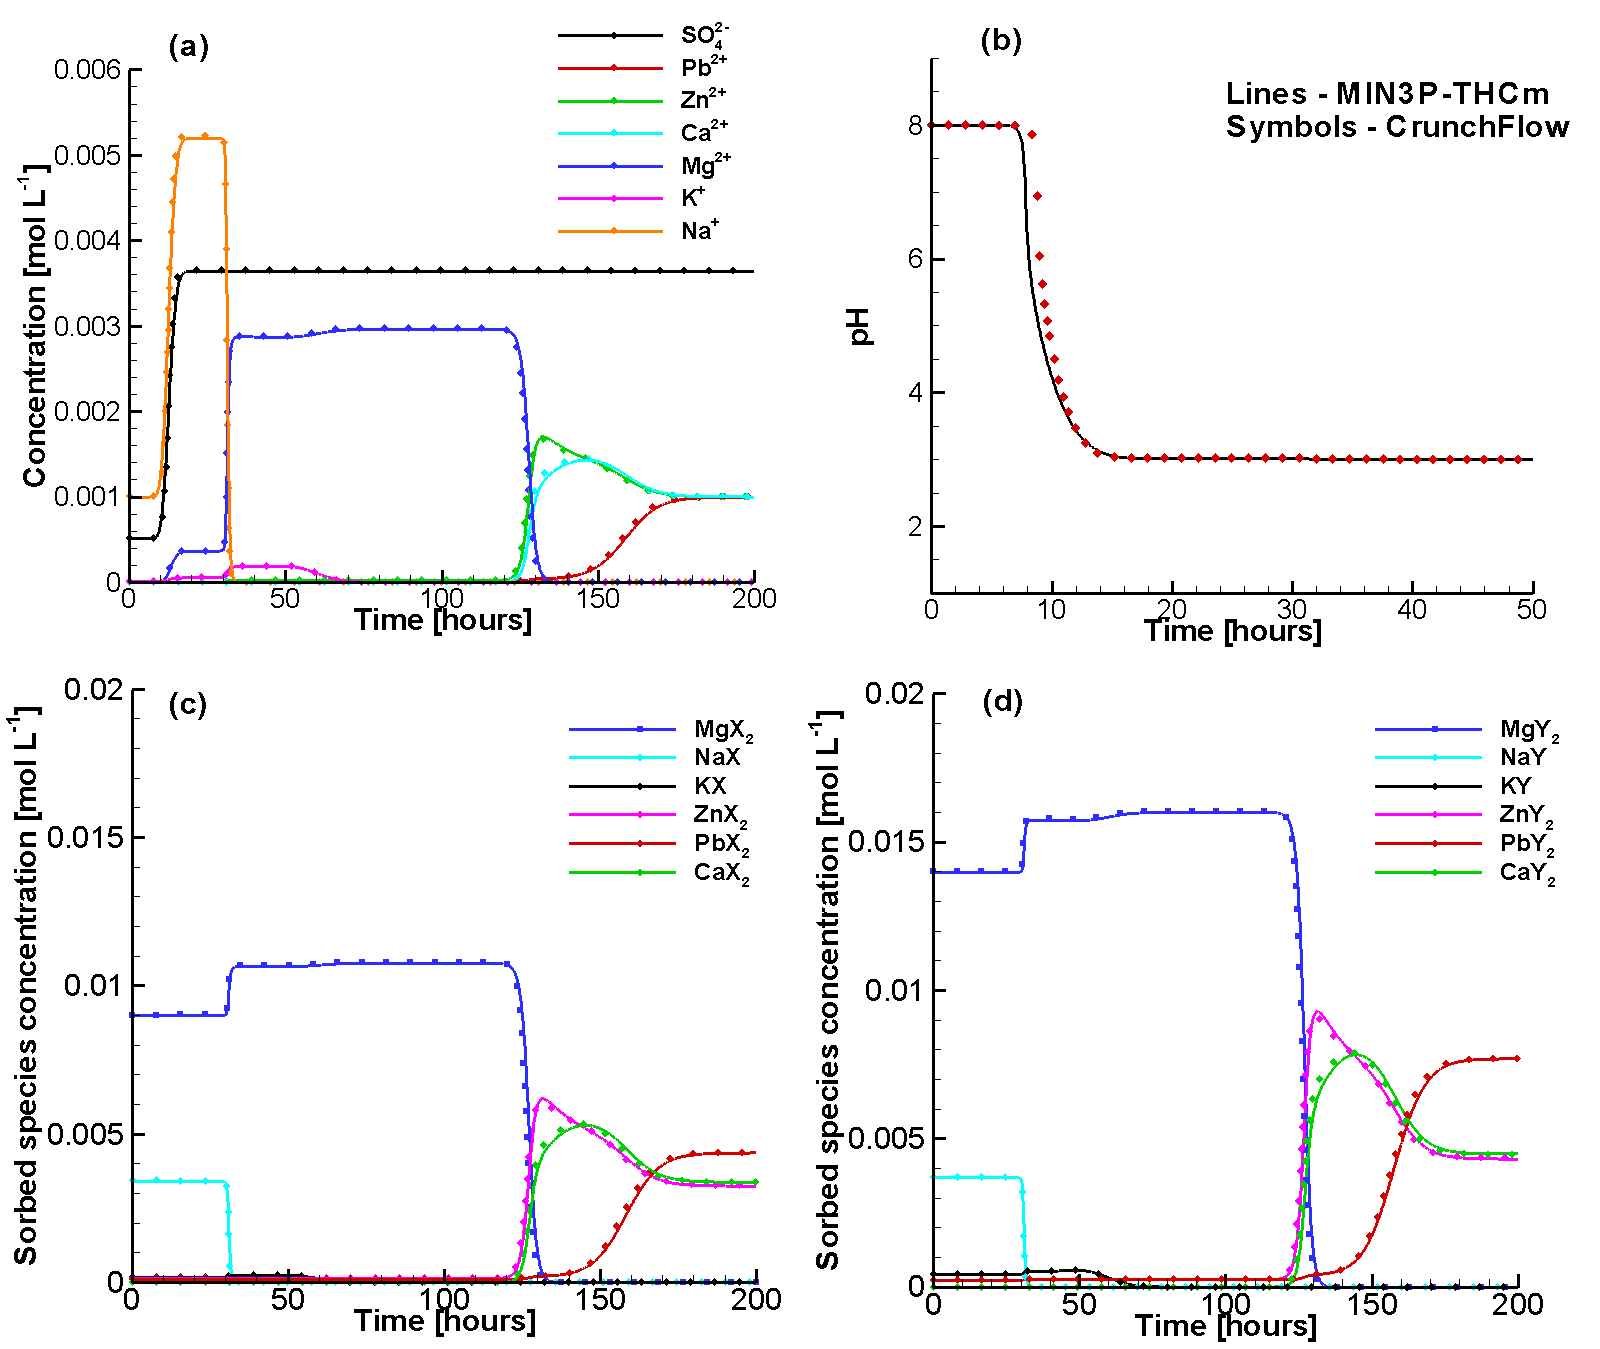 (a)
SO₄²⁻
Pb²⁺
Zn²⁺
Ca²⁺
Mg²⁺
K⁺
Na⁺
Concentration [mol L⁻¹]
0.006
0.005
0.004
0.003
0.002
0.001
0
0 50 100 150 200
Time [hours]
(b)
Lines - MIN3P-THCm
Symbols - CrunchFlow
pH
8
6
4
2
0 10 20 30 40 50
Time [hours]
(c)
MgX₂
NaX
KX
ZnX₂
PbX₂
CaX₂
Sorbed species concentration [mol L⁻¹]
0.02
0.015
0.01
0.005
0
0 50 100 150 200
Time [hours]
(d)
MgY₂
NaY
KY
ZnY₂
PbY₂
CaY₂
Sorbed species concentration [mol L⁻¹]
0.02
0.015
0.01
0.005
0
0 50 100 150 200
Time [hours]